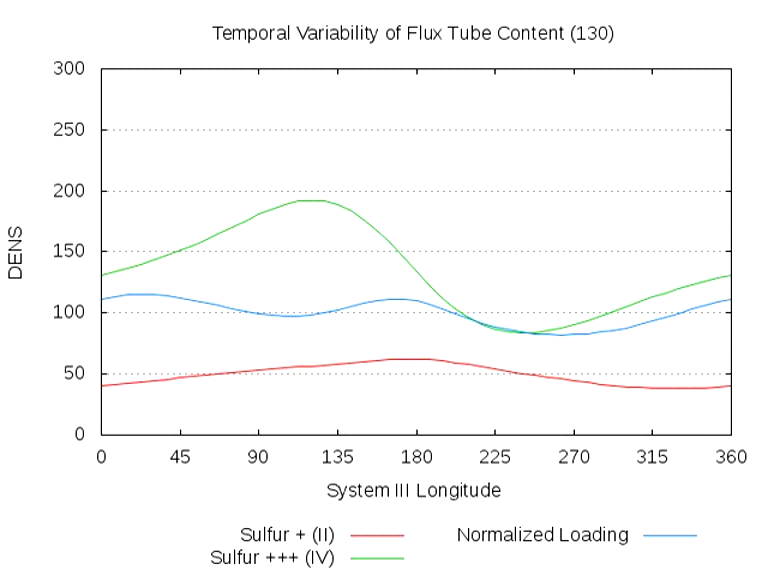 Temporal Variability of Flux Tube Content (130)
300
250
200
150
100
50
0
DENS
0 45 90 135 180 225 270 315 360
System III Longitude
Sulfur + (II) Normalized Loading
Sulfur +++ (IV)